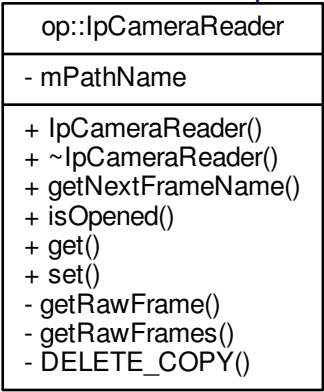 op::IpCameraReader
- mPathName
+ IpCameraReader()
+ ~IpCameraReader()
+ getNextFrameName()
+ isOpened()
+ get()
+ set()
- getRawFrame()
- getRawFrames()
- DELETE_COPY()